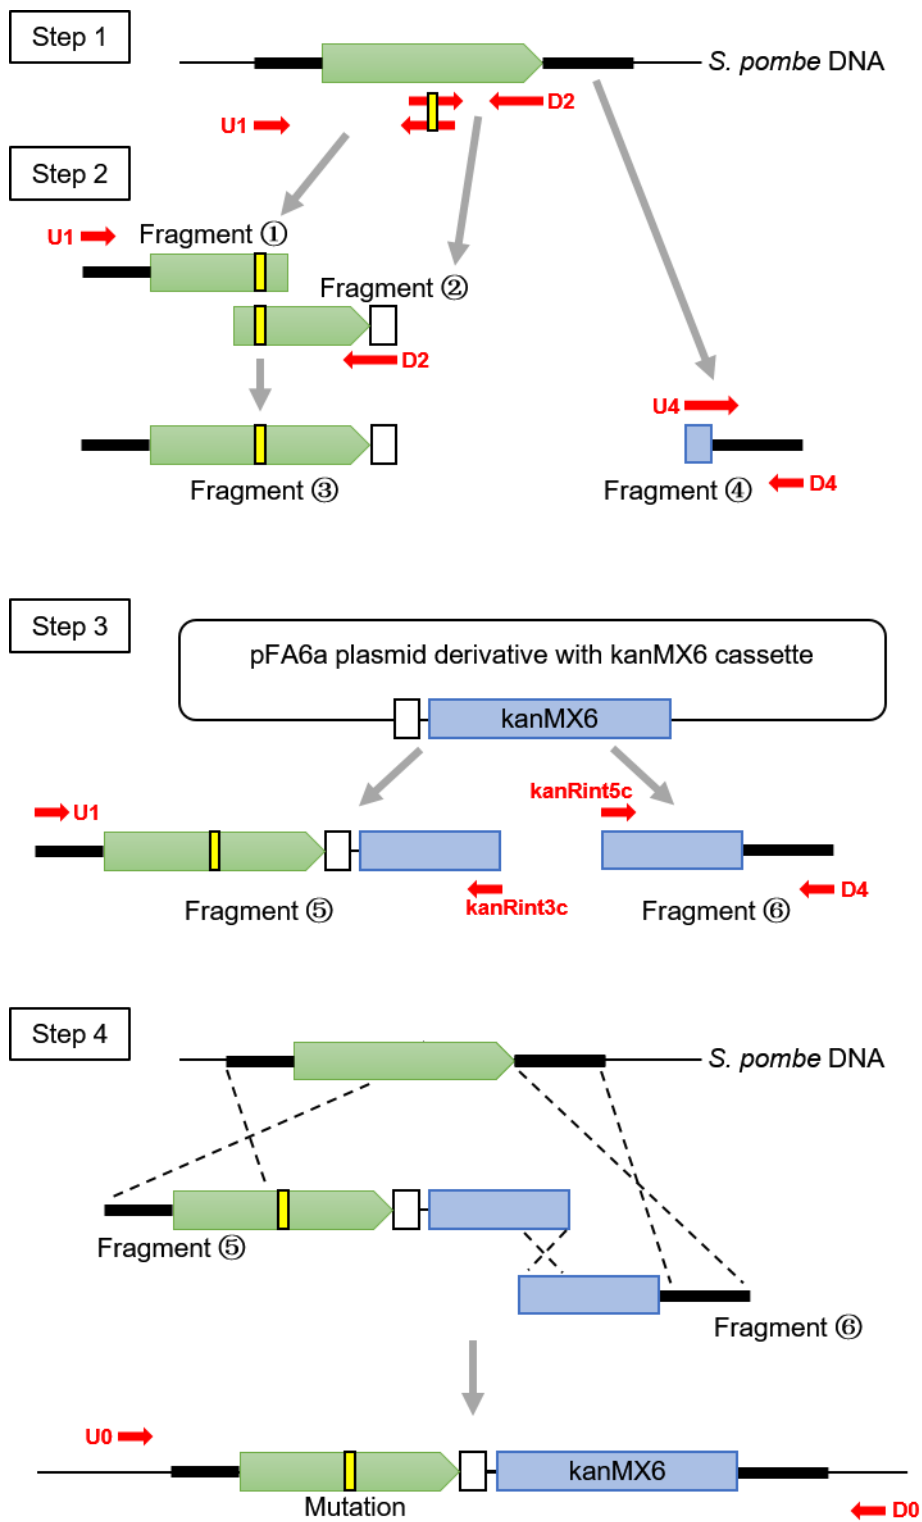 Step 1
S. pombe DNA
U1
D2
Step 2
U1
Fragment ①
Fragment ②
D2
U4
Fragment ③
Fragment ④
D4
Step 3
pFA6a plasmid derivative with kanMX6 cassette
kanMX6
U1
kanRint5c
Fragment ⑤
kanRint3c
Fragment ⑥
D4
Step 4
S. pombe DNA
Fragment ⑤
Fragment ⑥
U0
kanMX6
Mutation
D0